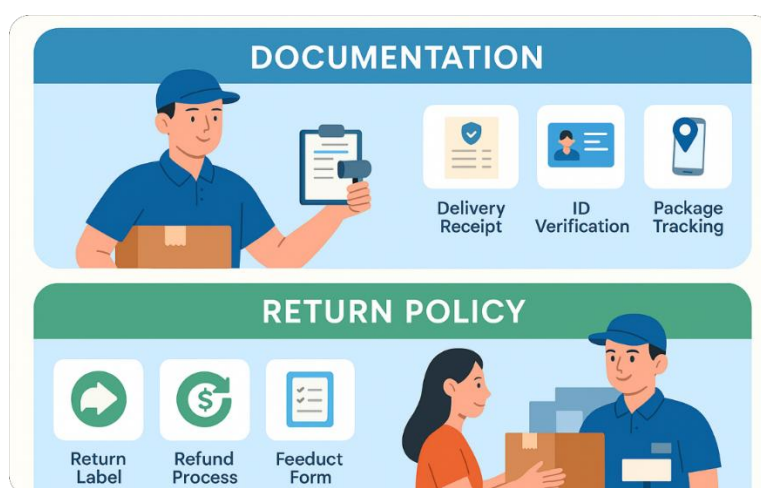 DOCUMENTATION
Delivery
Receipt
ID
Verification
Package
Tracking
RETURN POLICY
Return
Label
Refund
Process
Feeduct
Form